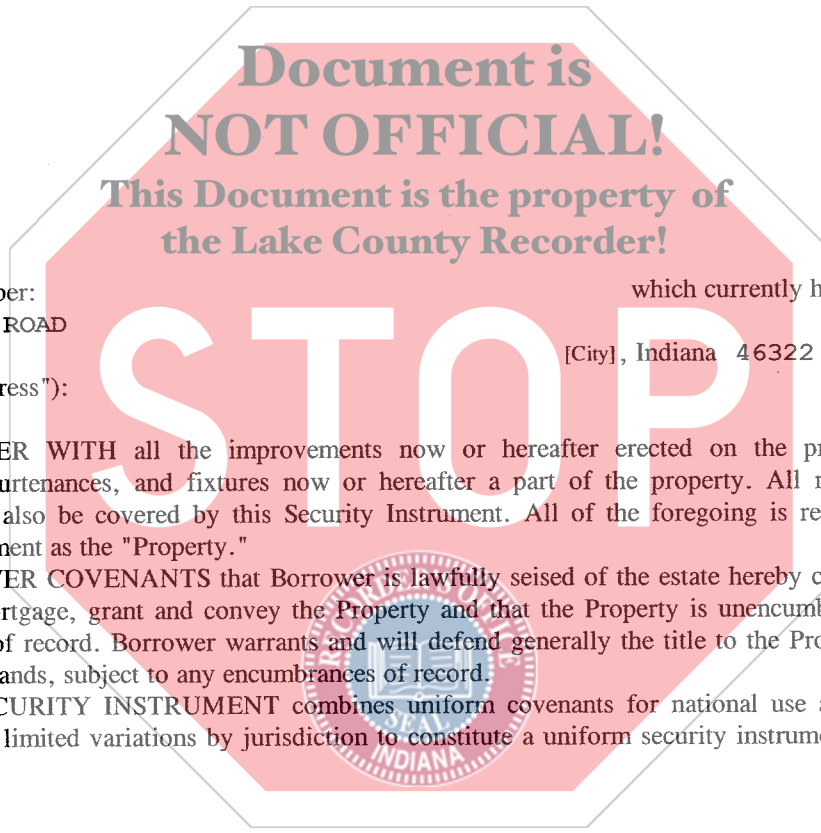 Document is
NOT OFFICIAL!
This Document is the property of
the Lake County Recorder!
per: which currently h
ROAD
[City], Indiana 46322
ress"):
STOP
ER WITH all the improvements now or hereafter erected on the pr
urtenances, and fixtures now or hereafter a part of the property. All r
also be covered by this Security Instrument. All of the foregoing is re
ment as the "Property."
VER COVENANTS that Borrower is lawfully seised of the estate hereby c
rtgage, grant and convey the Property and that the Property is unencumb
of record. Borrower warrants and will defend generally the title to the Pro
ands, subject to any encumbrances of record.
CURITY INSTRUMENT combines uniform covenants for national use a
limited variations by jurisdiction to constitute a uniform security instrume
RECORDER'S OFFICE
SEAL
INDIANA